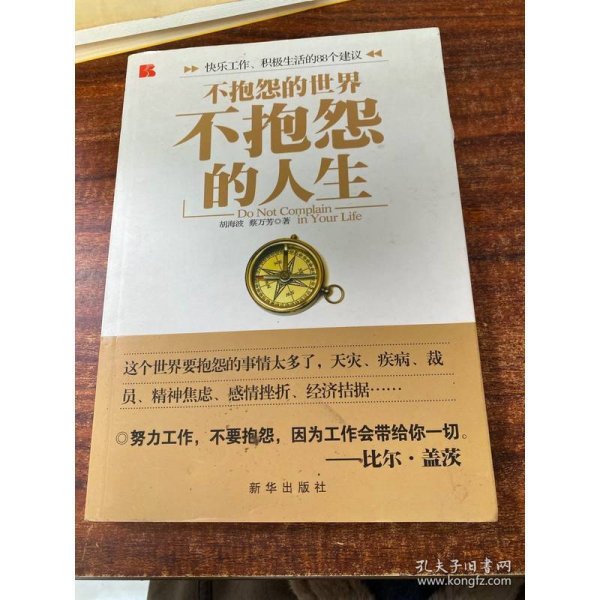 快乐工作、积极生活的88个建议
不抱怨的世界
不抱怨
的人生
Do Not Complain
in Your Life
胡海波 蔡万芳◎著
这个世界要抱怨的事情太多了，天灾、疾病、裁
员、精神焦虑、感情挫折、经济拮据……
◎努力工作，不要抱怨，因为工作会带给你一切。
——比尔·盖茨
新华出版社
孔夫子旧书网
www.kongfz.com